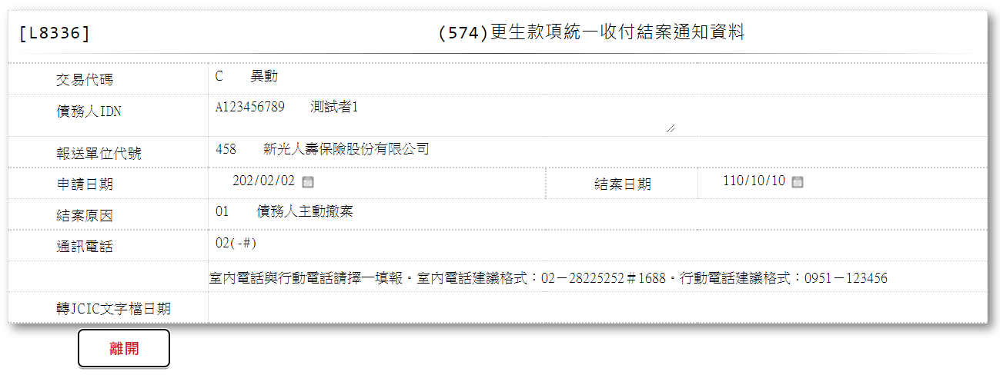 [L8336] (574)更生款項統一收付結案通知資料
交易代碼 C 異動
債務人IDN A123456789 測試者1
報送單位代號 458 新光人壽保險股份有限公司
申請日期 202/02/02 結案日期 110/10/10
結案原因 01 債務人主動撤案
通訊電話 02(-#)
室內電話與行動電話請擇一填報。室內電話建議格式：02－28225252＃1688。行動電話建議格式：0951－123456
轉JCIC文字檔日期
離開